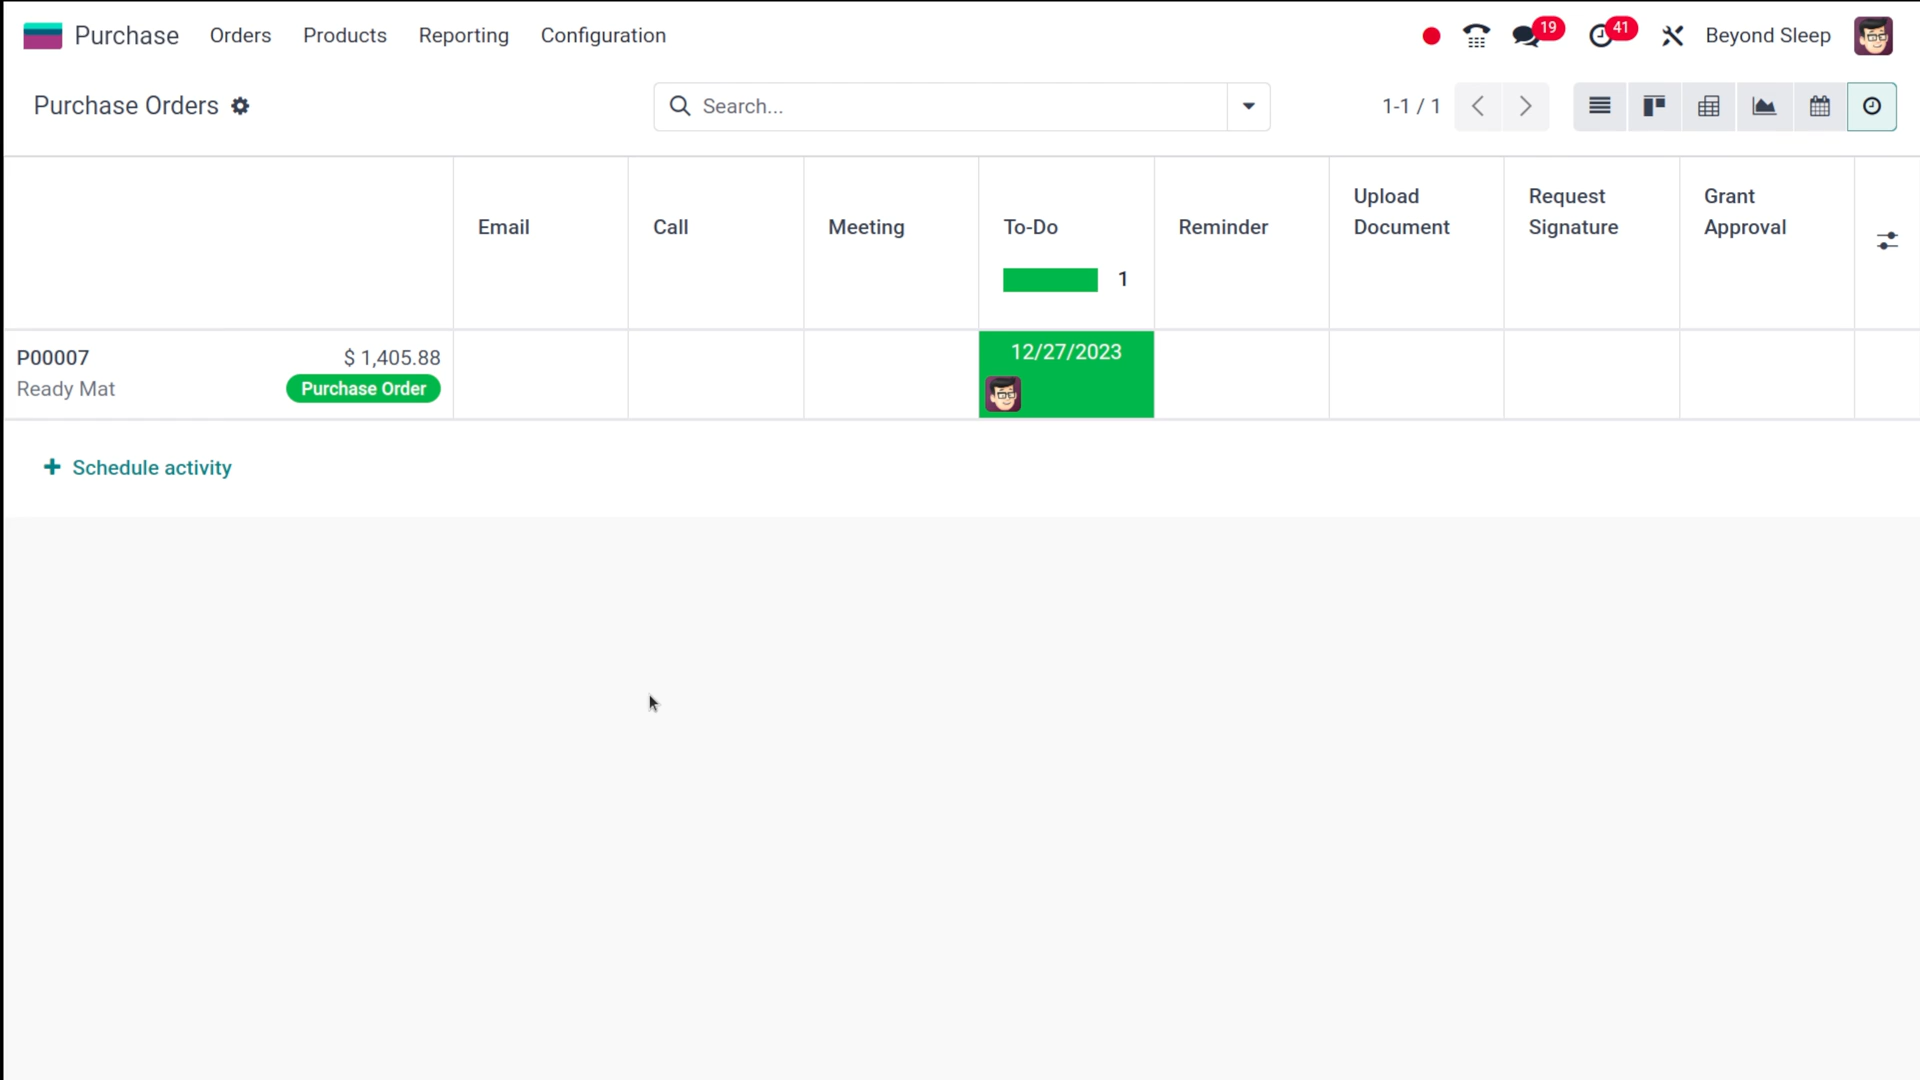 Purchase Orders Products Reporting Configuration 19 41 Beyond Sleep
Purchase Orders Search... 1-1 / 1
Email Call Meeting To-Do Reminder Upload Document Request Signature Grant Approval
1
P00007 $ 1,405.88 12/27/2023
Ready Mat Purchase Order
Schedule activity